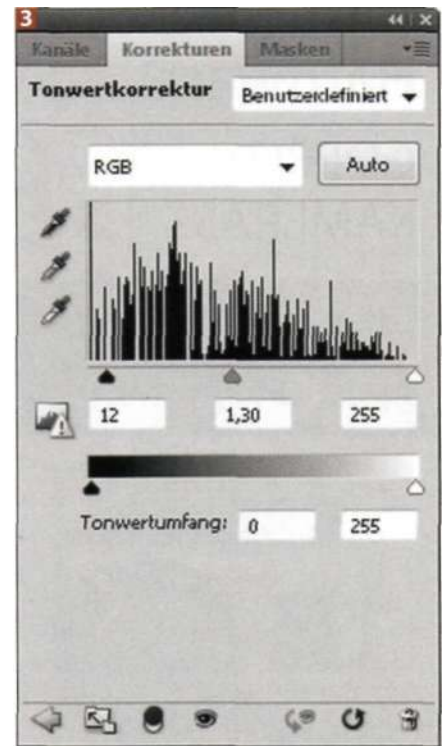 3
Kanäle Korrekturen Masken
Tonwertkorrektur Benutzerdefiniert
RGB Auto
12 1,30 255
Tonwertumfang: 0 255